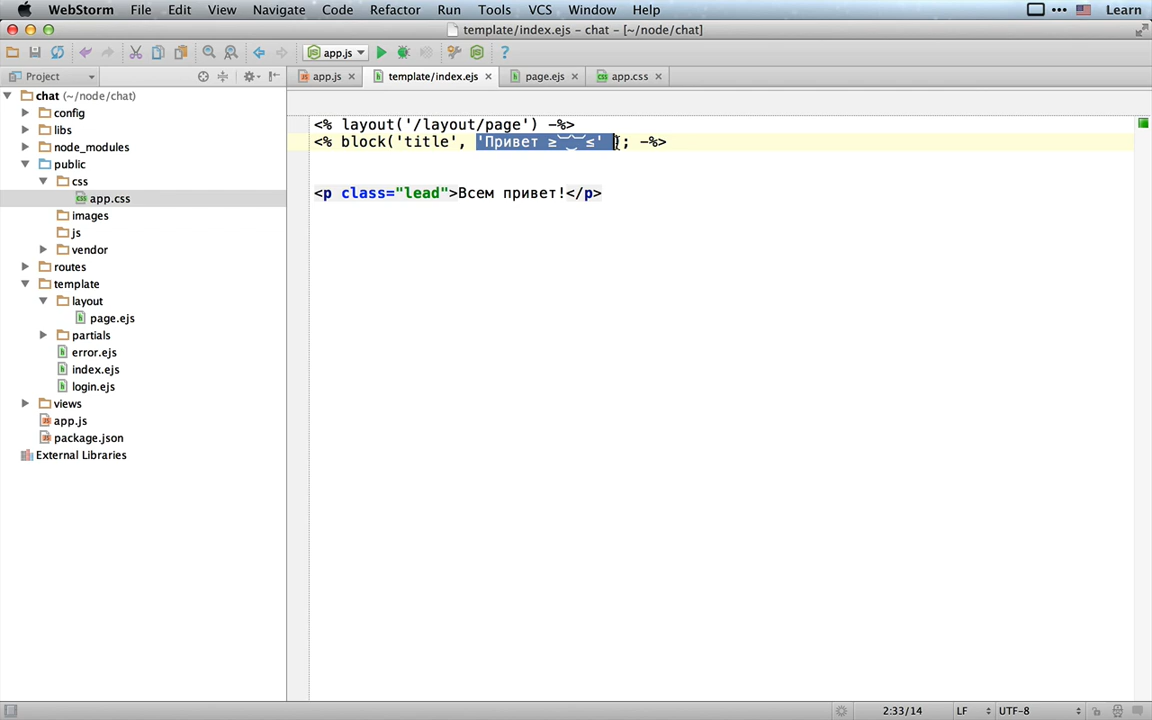 WebStorm File Edit View Navigate Code Refactor Run Tools VCS Window Help Learn
template/index.ejs – chat – [~/node/chat]
app.js
Project app.js template/index.ejs page.ejs app.css
chat (~/node/chat)
config
libs
node_modules
public
css
app.css
images
js
vendor
routes
template
layout
page.ejs
partials
error.ejs
index.ejs
login.ejs
views
app.js
package.json
External Libraries
<% layout('/layout/page') -%>
<% block('title', 'Привет ≥‿‿≤' ); -%>
<p class="lead">Всем привет!</p>
2:33/14 LF UTF-8